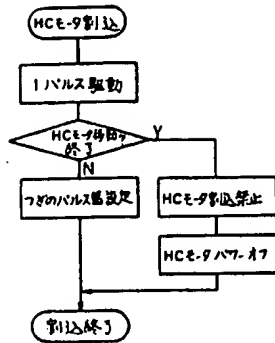 HCモータ割込
1パルス駆動
HCモータ移動
終了
Y
N
つぎのパルス幅設定
HCモータ割込禁止
HCモータパワーオフ
割込終了